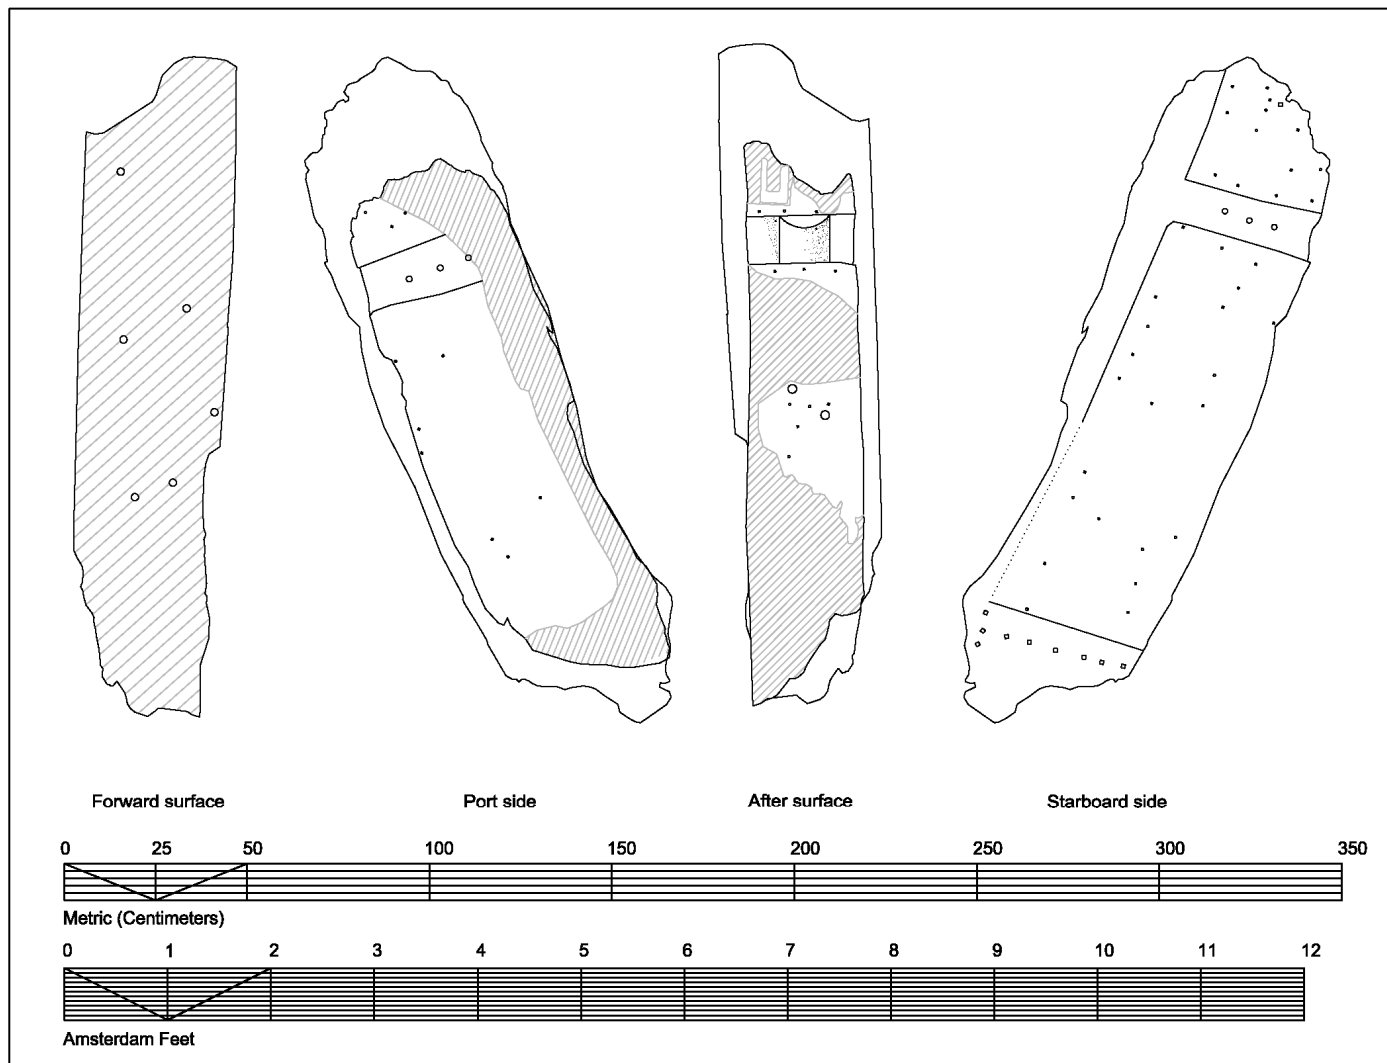 Forward surface Port side After surface Starboard side
0 25 50 100 150 200 250 300 350
Metric (Centimeters)
0 1 2 3 4 5 6 7 8 9 10 11 12
Amsterdam Feet